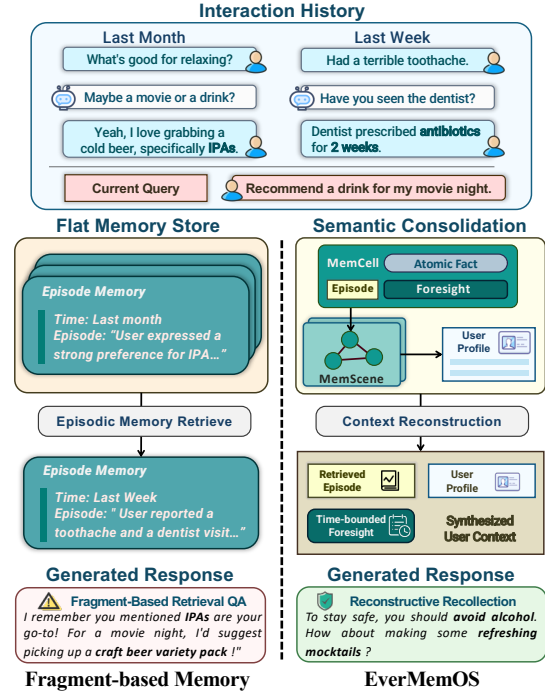 Interaction History
Last Month
What's good for relaxing?
Maybe a movie or a drink?
Yeah, I love grabbing a
cold beer, specifically IPAs.
Last Week
Had a terrible toothache.
Have you seen the dentist?
Dentist prescribed antibiotics
for 2 weeks.
Current Query
Recommend a drink for my movie night.
Flat Memory Store
Episode Memory
Time: Last month
Episode: "User expressed a
strong preference for IPA…"
Episodic Memory Retrieve
Episode Memory
Time: Last Week
Episode: " User reported a
toothache and a dentist visit…"
Generated Response
Fragment-Based Retrieval QA
I remember you mentioned IPAs are your
go-to! For a movie night, I'd suggest
picking up a craft beer variety pack !"
Fragment-based Memory
Semantic Consolidation
MemCell
Atomic Fact
Episode
Foresight
MemScene
User
Profile
Context Reconstruction
Retrieved
Episode
User
Profile
Time-bounded
Foresight
Synthesized
User Context
Generated Response
Reconstructive Recollection
To stay safe, you should avoid alcohol.
How about making some refreshing
mocktails ?
EverMemOS